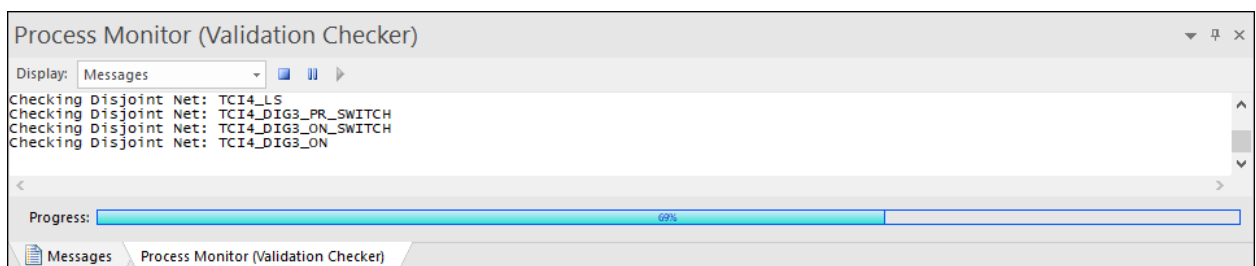 Process Monitor (Validation Checker)
Display: Messages
Checking Disjoint Net: TCI4_LS
Checking Disjoint Net: TCI4_DIG3_PR_SWITCH
Checking Disjoint Net: TCI4_DIG3_ON_SWITCH
Checking Disjoint Net: TCI4_DIG3_ON
Progress: 69%
Messages Process Monitor (Validation Checker)